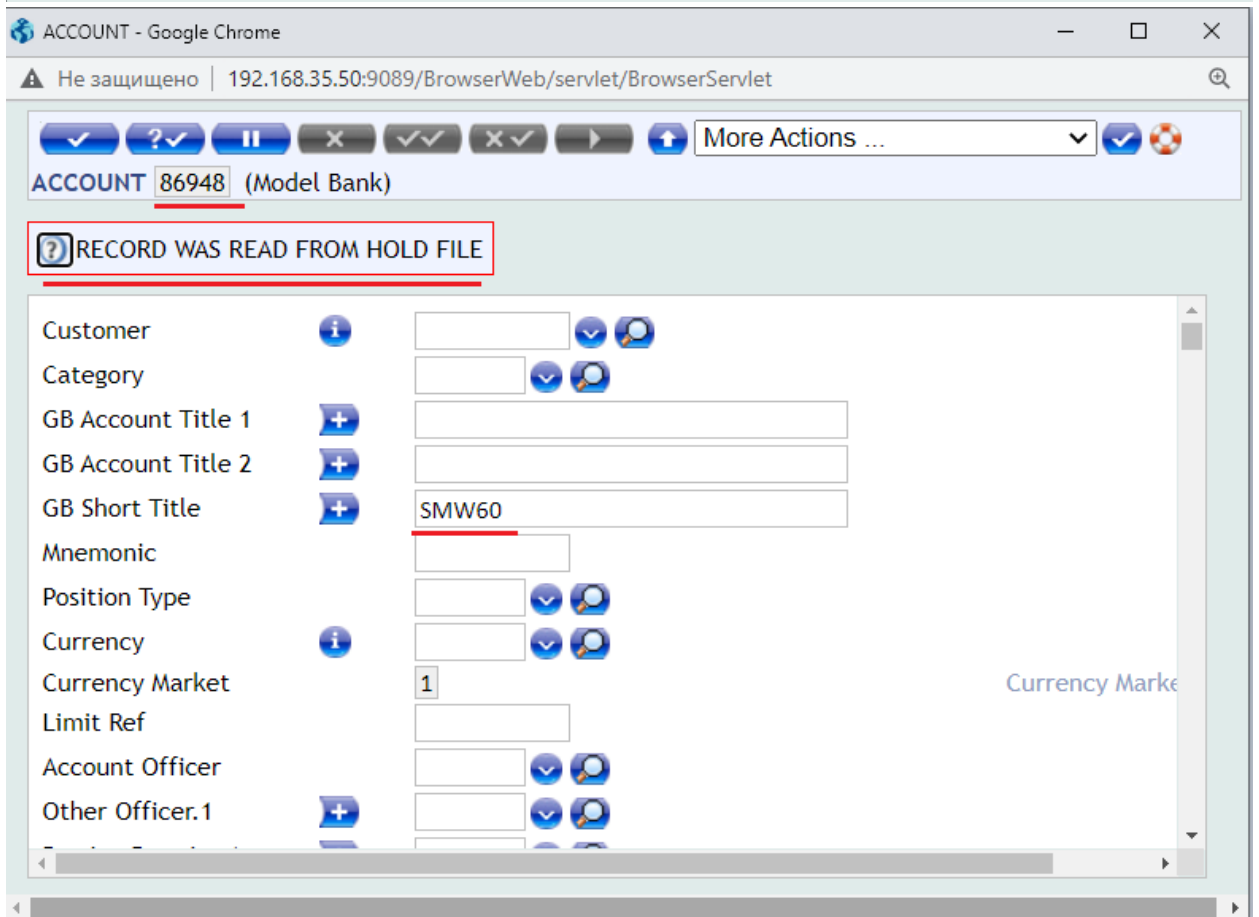 ACCOUNT - Google Chrome
Не защищено | 192.168.35.50:9089/BrowserWeb/servlet/BrowserServlet
More Actions ...
ACCOUNT 86948 (Model Bank)
RECORD WAS READ FROM HOLD FILE
Customer
Category
GB Account Title 1
GB Account Title 2
GB Short Title SMW60
Mnemonic
Position Type
Currency
Currency Market 1 Currency Marke
Limit Ref
Account Officer
Other Officer.1